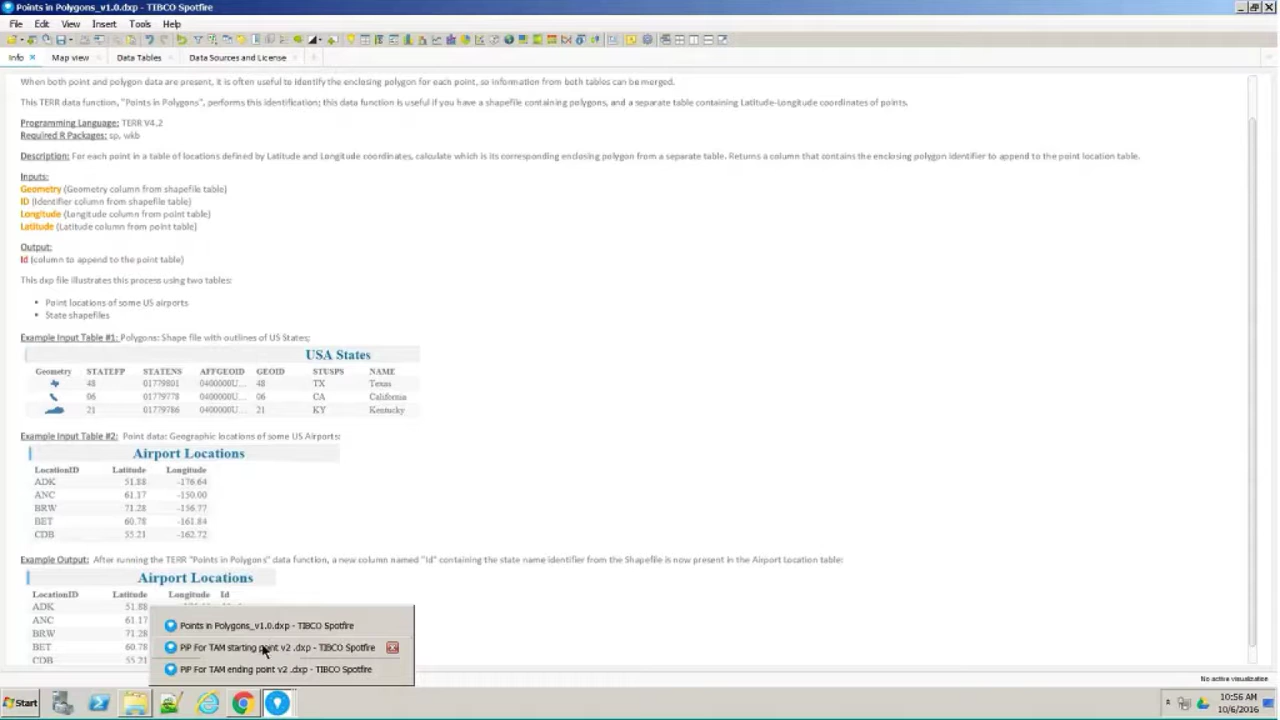 Points in Polygons_v1.0.dxp - TIBCO Spotfire
File Edit View Insert Tools Help
Info Map view Data Tables Data Sources and License
When both point and polygon data are present, it is often useful to identify the enclosing polygon for each point, so information from both tables can be merged.
This TERR data function, "Points in Polygons", performs this identification; this data function is useful if you have a shapefile containing polygons, and a separate table containing Latitude-Longitude coordinates of points.
Programming Language: TERR V4.2
Required R Packages: sp, wkb
Description: For each point in a table of locations defined by Latitude and Longitude coordinates, calculate which is its corresponding enclosing polygon from a separate table. Returns a column that contains the enclosing polygon identifier to append to the point location table.
Inputs:
Geometry (Geometry column from shapefile table)
ID (Identifier column from shapefile table)
Longitude (Longitude column from point table)
Latitude (Latitude column from point table)
Output:
Id (column to append to the point table)
This dxp file illustrates this process using two tables:
• Point locations of some US airports
• State shapefiles
Example Input Table #1: Polygons: Shape file with outlines of US States;
USA States
Geometry STATEFP STATENS AFFGEOID GEOID STUSPS NAME
48 01779801 0400000U... 48 TX Texas
06 01779778 0400000U... 06 CA California
21 01779786 0400000U... 21 KY Kentucky
Example Input Table #2: Point data: Geographic locations of some US Airports:
Airport Locations
LocationID Latitude Longitude
ADK 51.88 -176.64
ANC 61.17 -150.00
BRW 71.28 -156.77
BET 60.78 -161.84
CDB 55.21 -162.72
Example Output: After running the TERR "Points in Polygons" data function, a new column named "Id" containing the state name identifier from the Shapefile is now present in the Airport Location table:
Airport Locations
LocationID Latitude Longitude Id
ADK 51.88
ANC 61.17
BRW 71.28
BET 60.78
CDB 55.21
Points in Polygons_v1.0.dxp - TIBCO Spotfire
PiP For TAM starting point v2 .dxp - TIBCO Spotfire
PiP For TAM ending point v2 .dxp - TIBCO Spotfire
No active visualization
Start
10:56 AM
10/6/2016